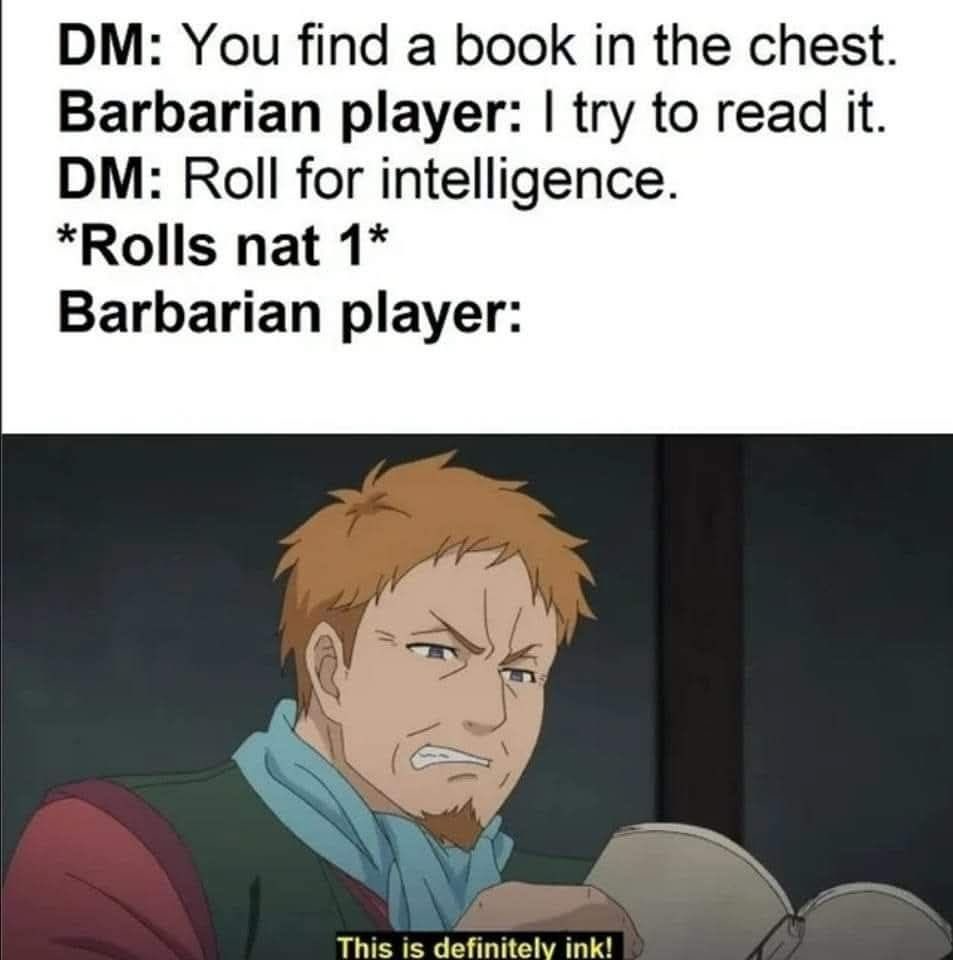 DM: You find a book in the chest.
Barbarian player: I try to read it.
DM: Roll for intelligence.
*Rolls nat 1*
Barbarian player:
This is definitely ink!